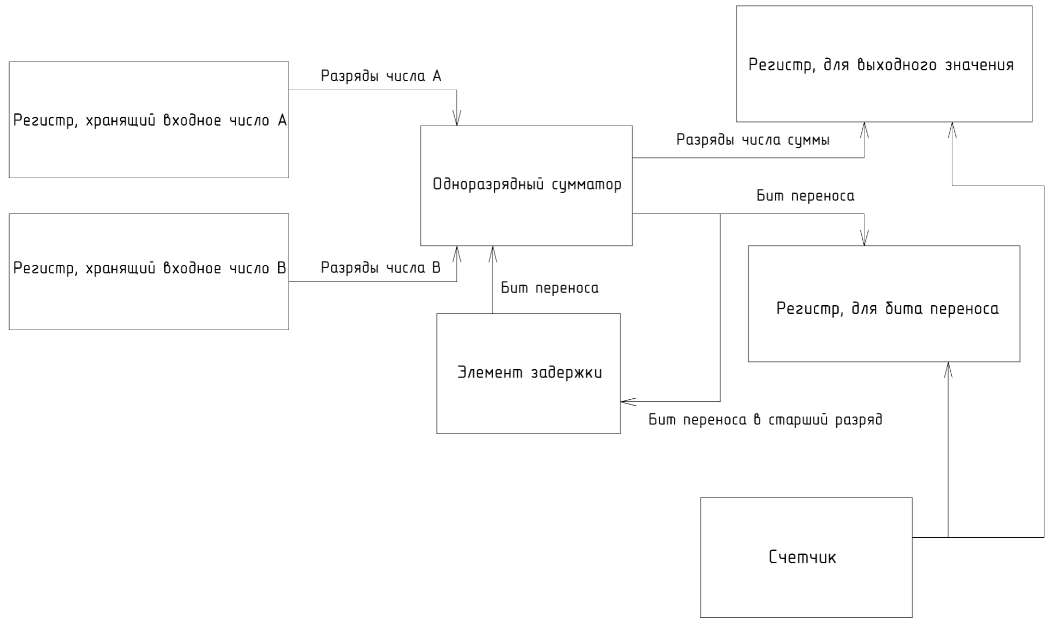 Регистр, для выходного значения
Разряды числа А
Регистр, хранящий входное число А
Разряды числа суммы
Одноразрядный сумматор
Бит переноса
Регистр, хранящий входное число В
Разряды числа В
Бит переноса
Регистр, для бита переноса
Элемент задержки
Бит переноса в старший разряд
Счетчик